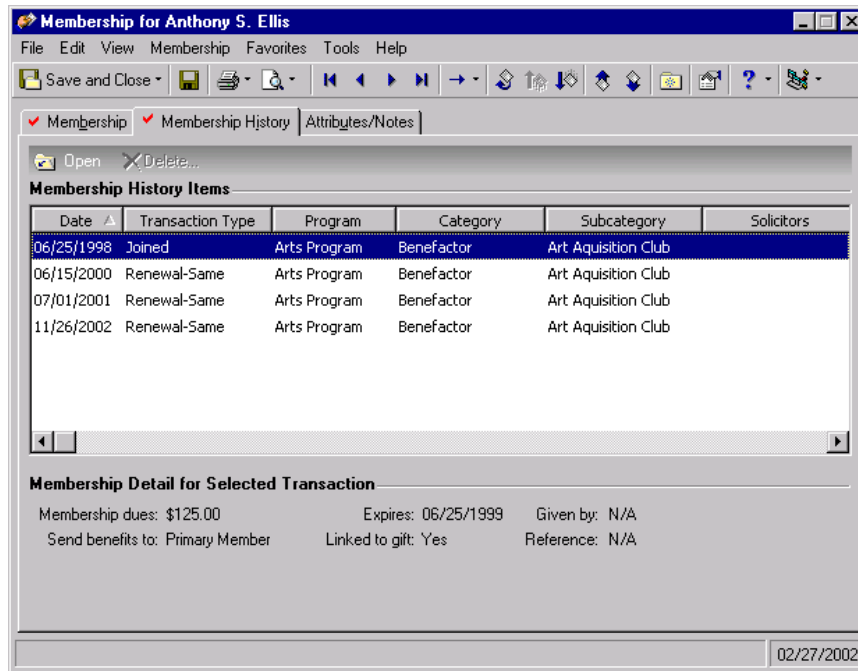 Membership for Anthony S. Ellis
File Edit View Membership Favorites Tools Help
Save and Close
Membership Membership History Attributes/Notes
Open Delete...
Membership History Items
Date Transaction Type Program Category Subcategory Solicitors
06/25/1998 Joined Arts Program Benefactor Art Aquisition Club
06/15/2000 Renewal-Same Arts Program Benefactor Art Aquisition Club
07/01/2001 Renewal-Same Arts Program Benefactor Art Aquisition Club
11/26/2002 Renewal-Same Arts Program Benefactor Art Aquisition Club
Membership Detail for Selected Transaction
Membership dues: $125.00 Expires: 06/25/1999 Given by: N/A
Send benefits to: Primary Member Linked to gift: Yes Reference: N/A
02/27/2002